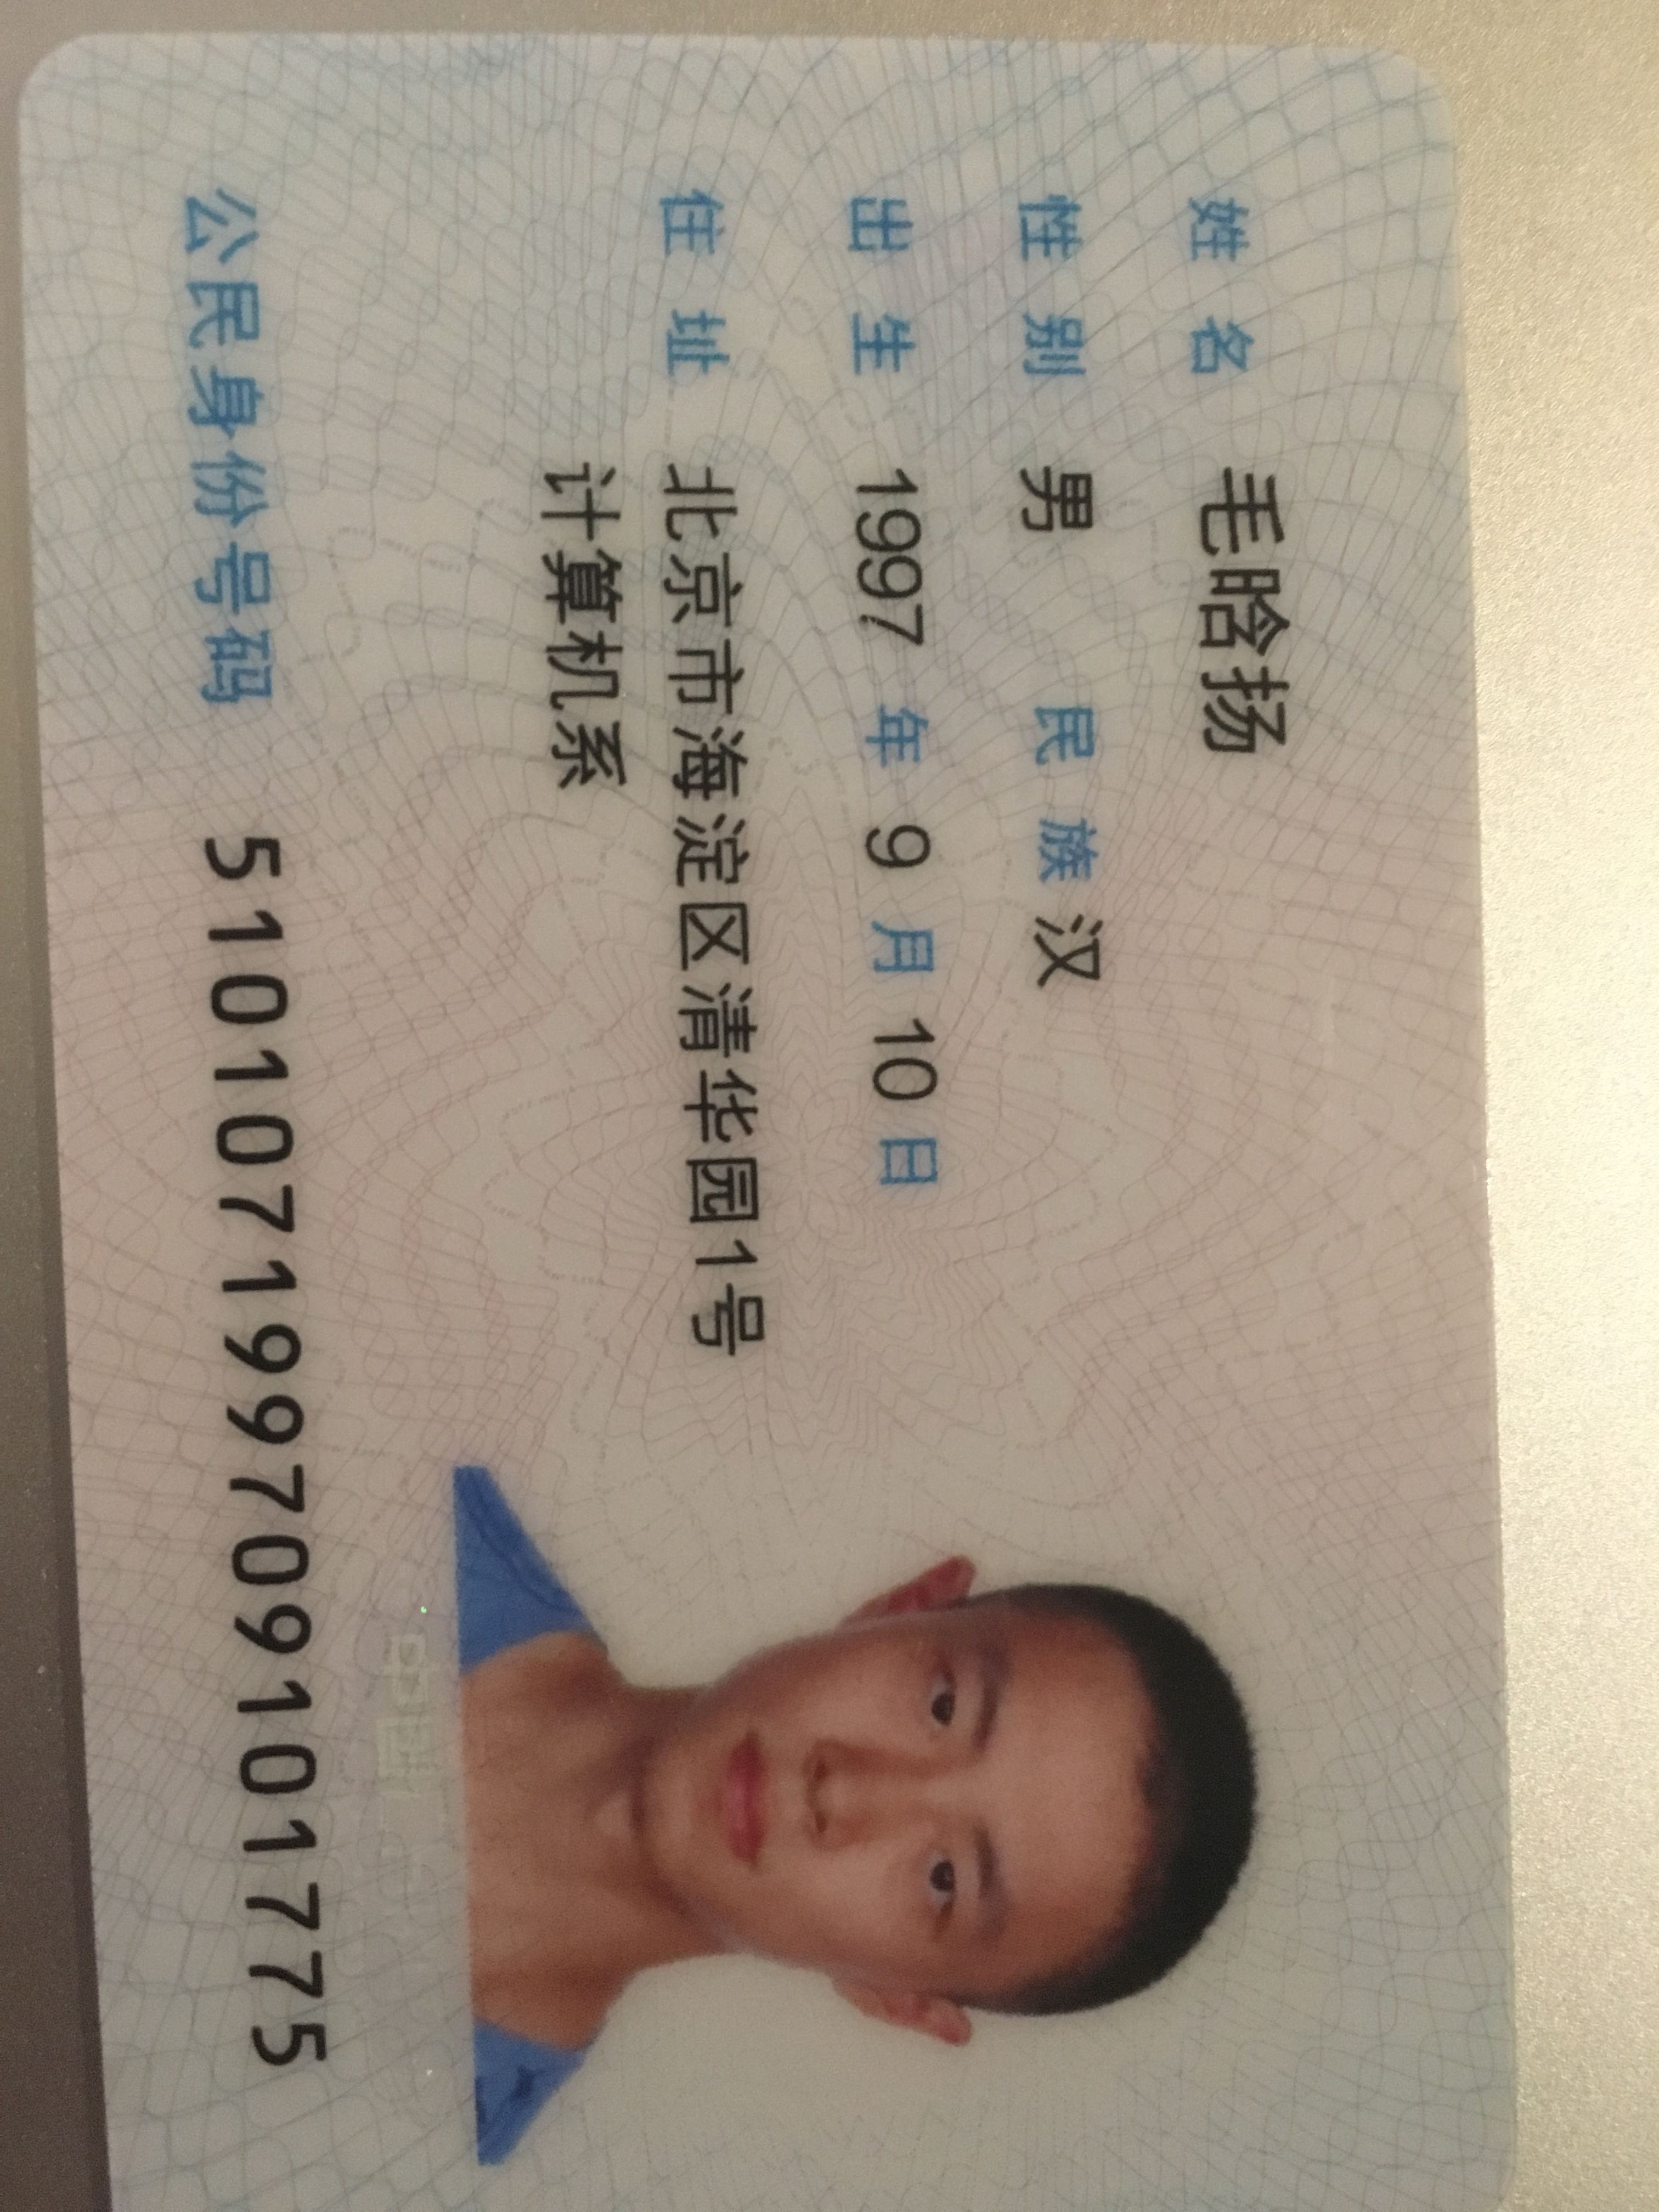 姓名 毛晗扬
性别 男 民族 汉
出生 1997 年 9 月 10 日
住址 北京市海淀区清华园1号
计算机系
公民身份号码 510107199709101775